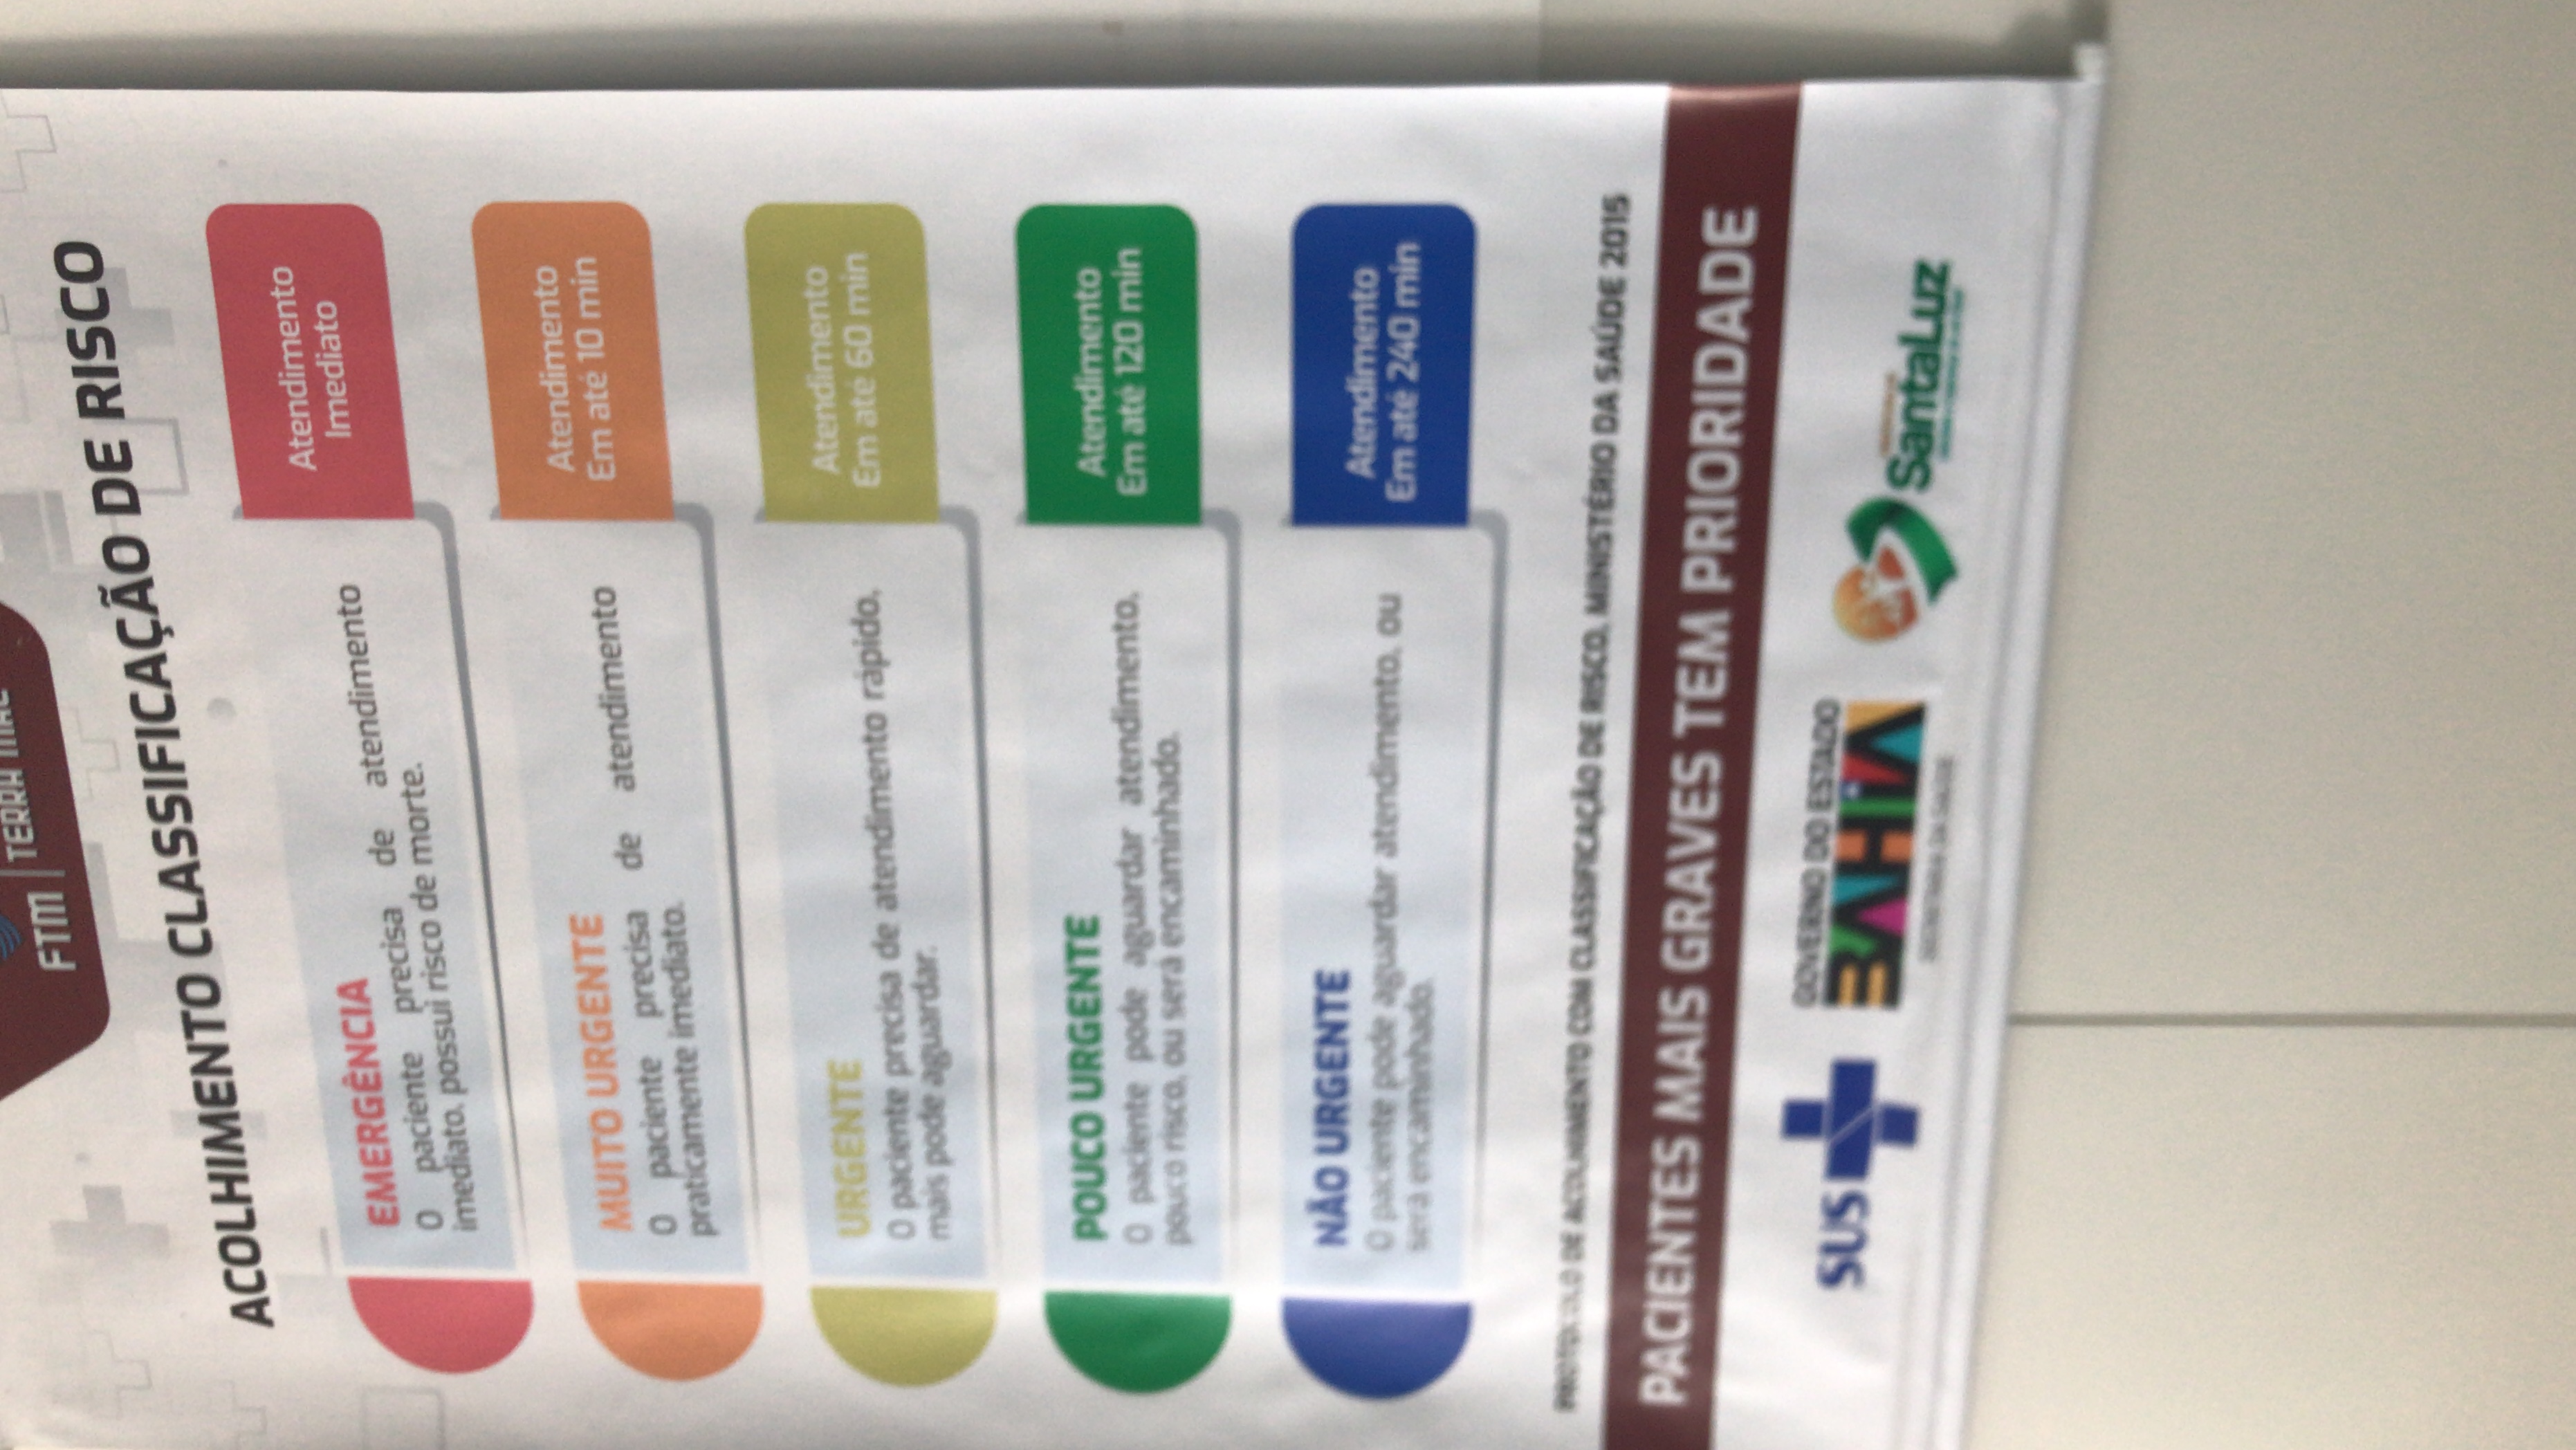 FTM
TERRA
ACOLHIMENTO CLASSIFICAÇÃO DE RISCO
EMERGÊNCIA
O paciente precisa de atendimento
imediato, possui risco de morte.
Atendimento
Imediato
MUITO URGENTE
O paciente precisa de atendimento
praticamente imediato.
Atendimento
Em até 10 min
URGENTE
O paciente precisa de atendimento rápido,
mais pode aguardar.
Atendimento
Em até 60 min
POUCO URGENTE
O paciente pode aguardar atendimento,
pouco risco, ou será encaminhado.
Atendimento
Em até 120 min
NÃO URGENTE
O paciente pode aguardar atendimento, ou
será encaminhado.
Atendimento
Em até 240 min
PROTOCOLO DE ACOLHIMENTO COM CLASSIFICAÇÃO DE RISCO, MINISTÉRIO DA SAÚDE 2015
PACIENTES MAIS GRAVES TEM PRIORIDADE
SUS
GOVERNO DO ESTADO
BAHIA
SECRETARIA DA SAÚDE
SantaLuz